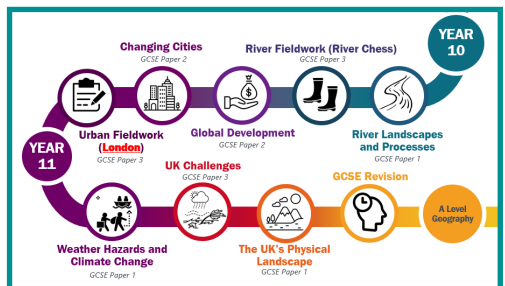 YEAR
10
Changing Cities
GCSE Paper 2
River Fieldwork (River Chess)
GCSE Paper 3
Urban Fieldwork
(London)
GCSE Paper 3
Global Development
GCSE Paper 2
River Landscapes
and Processes
GCSE Paper 1
YEAR
11
UK Challenges
GCSE Paper 3
GCSE Revision
A Level
Geography
Weather Hazards and
Climate Change
GCSE Paper 1
The UK's Physical
Landscape
GCSE Paper 1